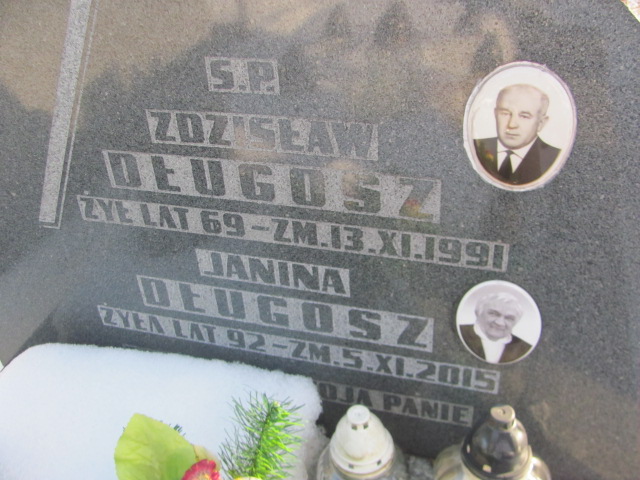 Ś.P.
ZDZISŁAW
DŁUGOSZ
ŻYŁ LAT 69 - ZM. 13. XI. 1991
JANINA
DŁUGOSZ
ŻYŁA LAT 92 - ZM. 5. XI. 2015
PANIE